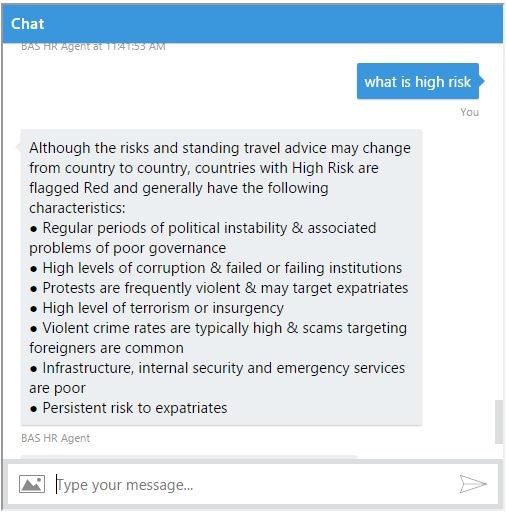 Chat
BAS HR Agent at 11:41:53 AM
what is high risk
You
Although the risks and standing travel advice may change
from country to country, countries with High Risk are
flagged Red and generally have the following
characteristics:
● Regular periods of political instability & associated
problems of poor governance
● High levels of corruption & failed or failing institutions
● Protests are frequently violent & may target expatriates
● High level of terrorism or insurgency
● Violent crime rates are typically high & scams targeting
foreigners are common
● Infrastructure, internal security and emergency services
are poor
● Persistent risk to expatriates
BAS HR Agent
Type your message...